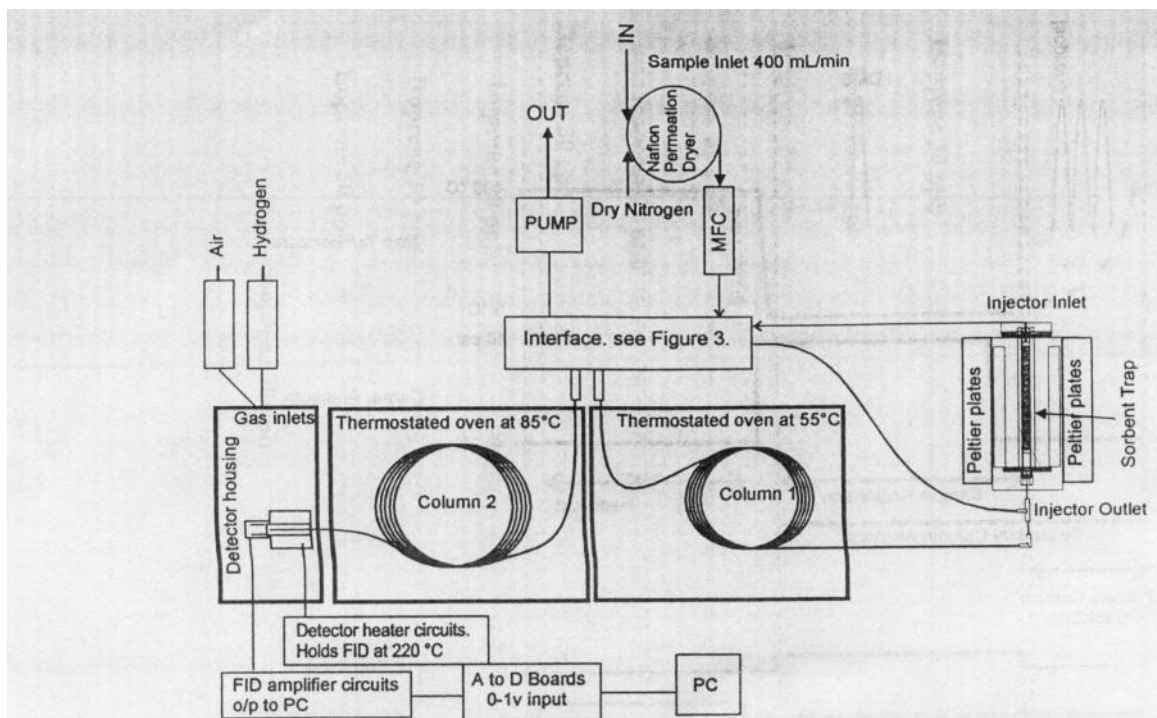 IN
Sample Inlet 400 mL/min
OUT
Nafion
Permeation
Dryer
Dry Nitrogen
PUMP
MFC
Air
Hydrogen
Injector Inlet
Interface. see Figure 3.
Peltier plates
Peltier plates
Sorbent Trap
Gas inlets
Thermostated oven at 85°C
Thermostated oven at 55°C
Detector housing
Column 2
Column 1
Injector Outlet
Detector heater circuits.
Holds FID at 220 °C
FID amplifier circuits
o/p to PC
A to D Boards
0-1v input
PC